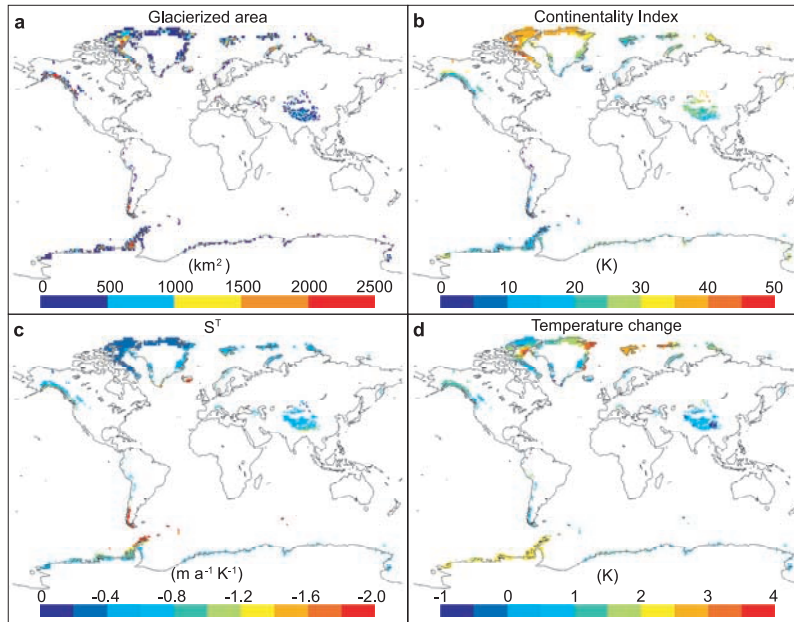 a Glacierized area
(km²)
0 500 1000 1500 2000 2500
b Continentality Index
(K)
0 10 20 30 40 50
c Sᵀ
(m a⁻¹ K⁻¹)
0 -0.4 -0.8 -1.2 -1.6 -2.0
d Temperature change
(K)
-1 0 1 2 3 4